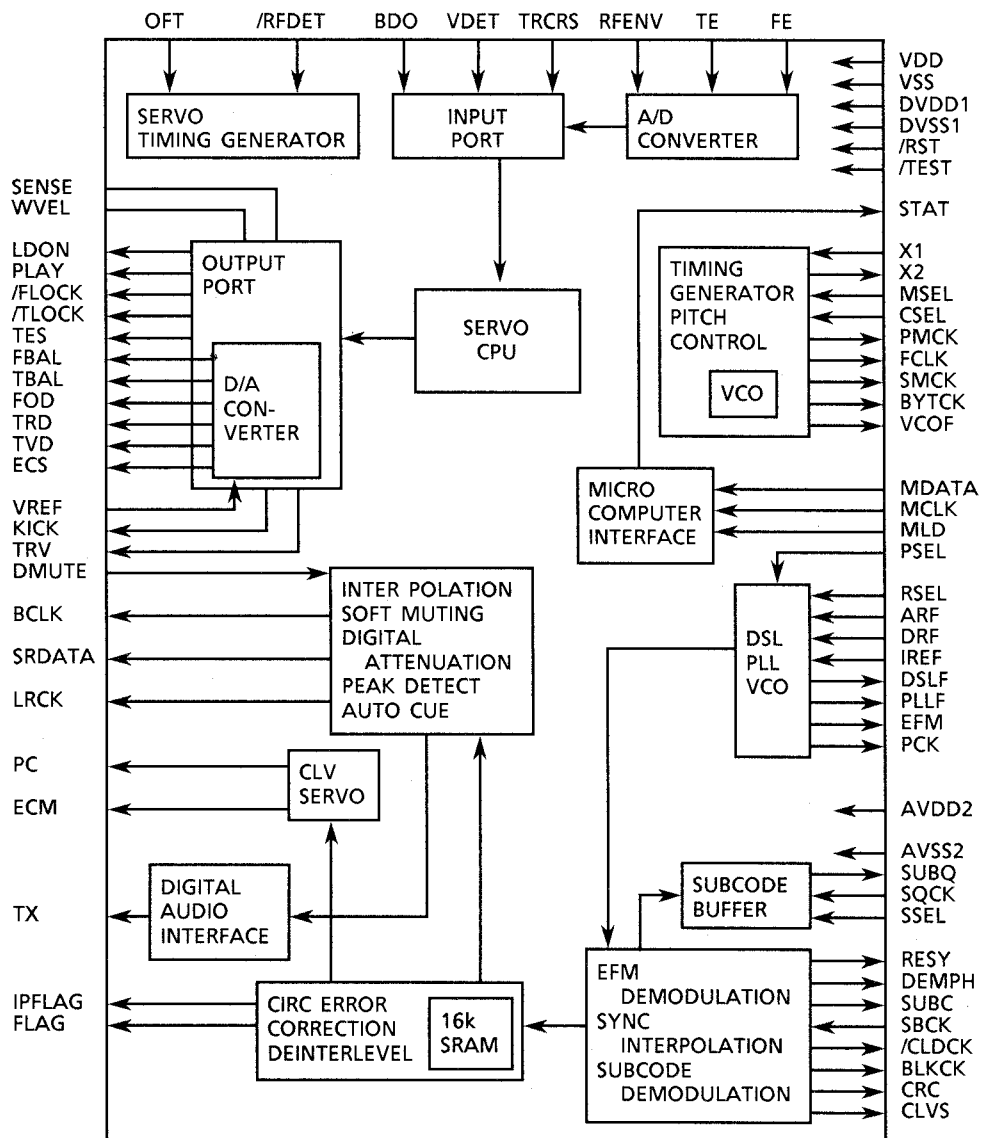 OFT /RFDET BDO VDET TRCRS RFENV TE FE
SERVO
TIMING GENERATOR
INPUT
PORT
A/D
CONVERTER
VDD
VSS
DVDD1
DVSS1
/RST
/TEST
STAT
SENSE
WVEL
LDON
PLAY
/FLOCK
/TLOCK
TES
FBAL
TBAL
FOD
TRD
TVD
ECS
VREF
KICK
TRV
OUTPUT
PORT
D/A
CON-
VERTER
SERVO
CPU
TIMING
GENERATOR
PITCH
CONTROL
VCO
X1
X2
MSEL
CSEL
PMCK
FCLK
SMCK
BYTCK
VCOF
MICRO
COMPUTER
INTERFACE
MDATA
MCLK
MLD
PSEL
DMUTE
BCLK
SRDATA
LRCK
INTER POLATION
SOFT MUTING
DIGITAL
ATTENUATION
PEAK DETECT
AUTO CUE
DSL
PLL
VCO
RSEL
ARF
DRF
IREF
DSLF
PLLF
EFM
PCK
PC
ECM
CLV
SERVO
AVDD2
AVSS2
SUBQ
SQCK
SSEL
SUBCODE
BUFFER
TX
DIGITAL
AUDIO
INTERFACE
IPFLAG
FLAG
CIRC ERROR
CORRECTION
DEINTERLEVEL
16k
SRAM
EFM
DEMODULATION
SYNC
INTERPOLATION
SUBCODE
DEMODULATION
RESY
DEMPH
SUBC
SBCK
/CLDCK
BLKCK
CRC
CLVS